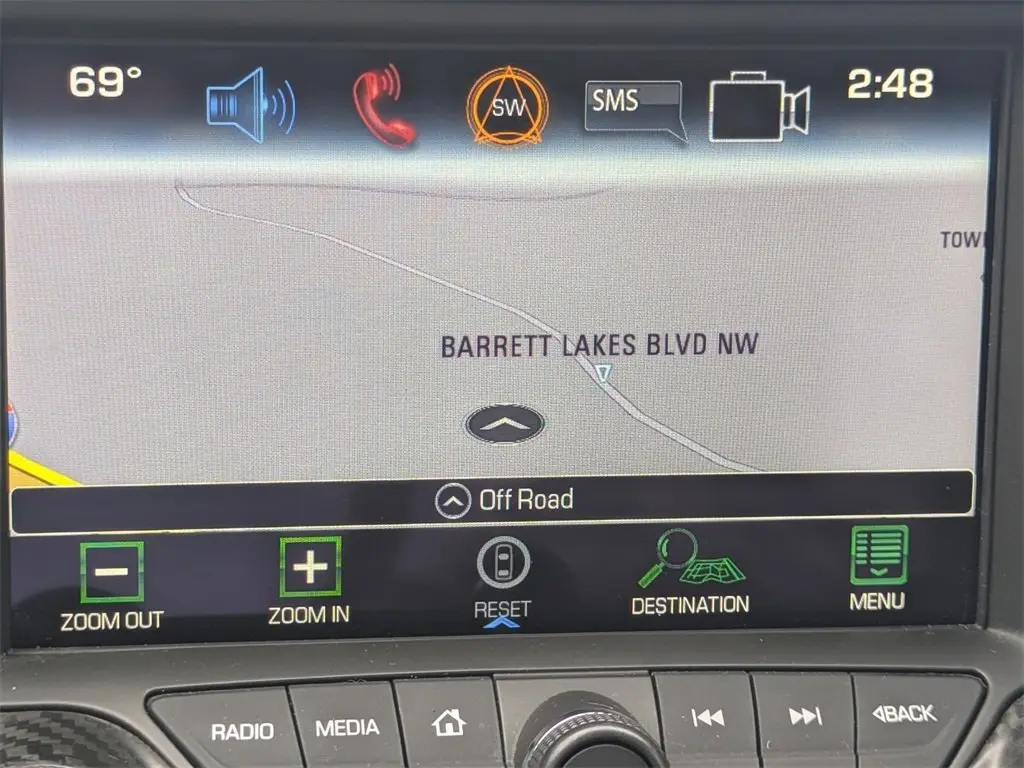 69°
SW
SMS
2:48
TOW
BARRETT LAKES BLVD NW
Off Road
ZOOM OUT
ZOOM IN
RESET
DESTINATION
MENU
RADIO
MEDIA
BACK